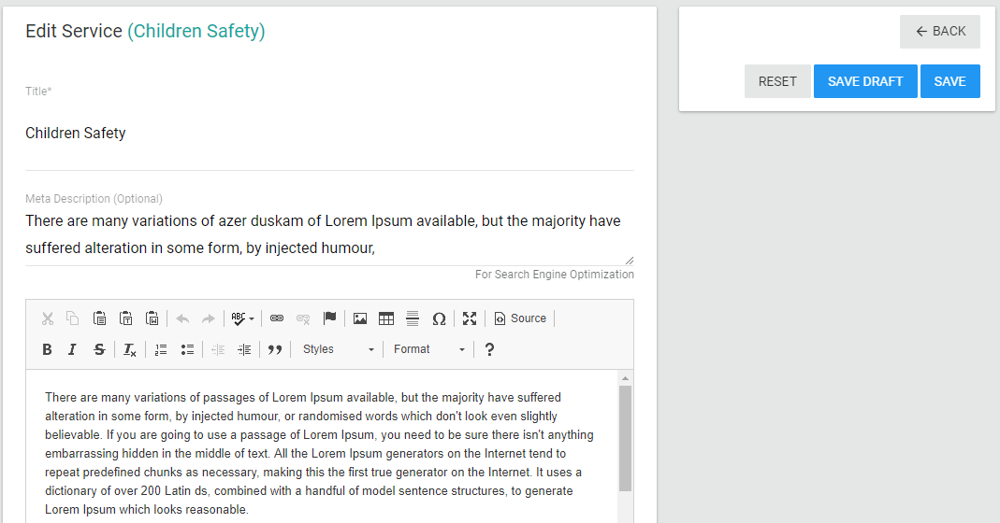 Edit Service (Children Safety)
← BACK
RESET SAVE DRAFT SAVE
Title*
Children Safety
Meta Description (Optional)
There are many variations of azer duskam of Lorem Ipsum available, but the majority have
suffered alteration in some form, by injected humour,
For Search Engine Optimization
ABC Ω Source
B I S Tx Styles Format ?
There are many variations of passages of Lorem Ipsum available, but the majority have suffered
alteration in some form, by injected humour, or randomised words which don't look even slightly
believable. If you are going to use a passage of Lorem Ipsum, you need to be sure there isn't anything
embarrassing hidden in the middle of text. All the Lorem Ipsum generators on the Internet tend to
repeat predefined chunks as necessary, making this the first true generator on the Internet. It uses a
dictionary of over 200 Latin ds, combined with a handful of model sentence structures, to generate
Lorem Ipsum which looks reasonable.